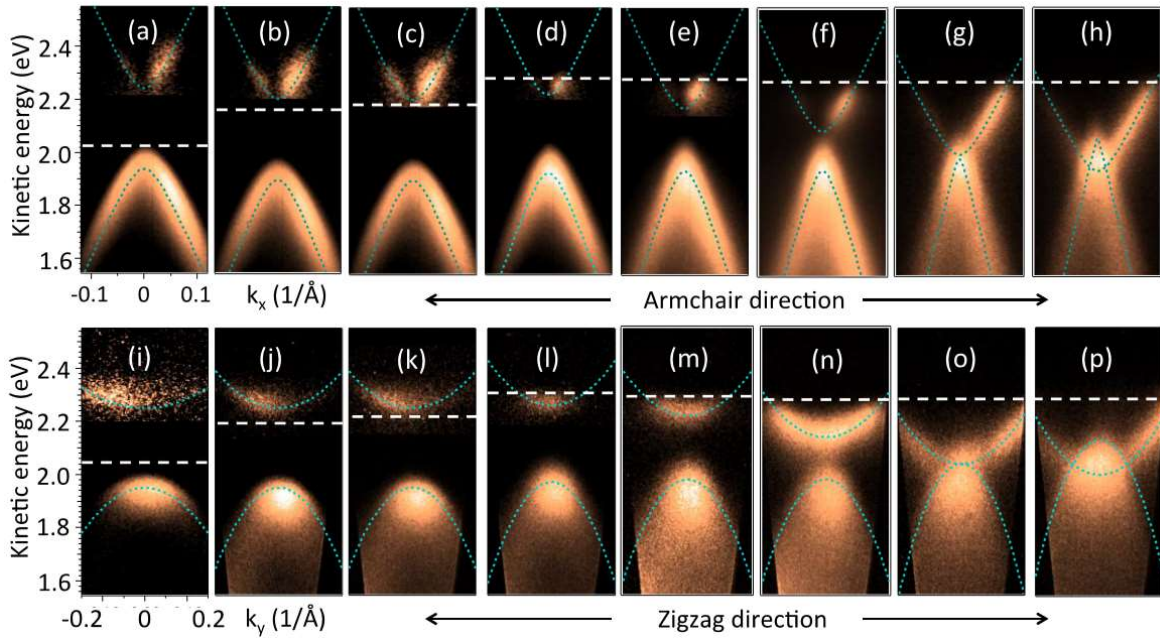 Kinetic energy (eV)
2.4
2.2
2.0
1.8
1.6
(a) (b) (c) (d) (e) (f) (g) (h)
-0.1 0 0.1 kx (1/Å) Armchair direction
Kinetic energy (eV)
2.4
2.2
2.0
1.8
1.6
(i) (j) (k) (l) (m) (n) (o) (p)
-0.2 0 0.2 ky (1/Å) Zigzag direction